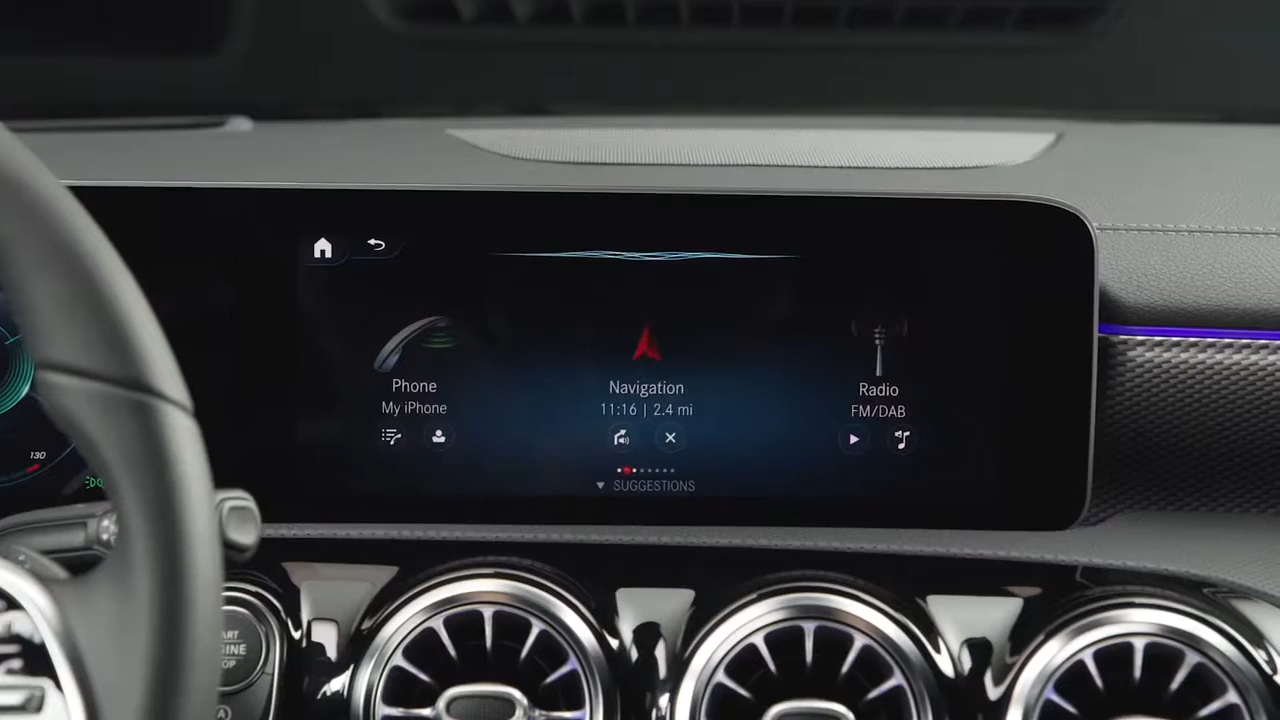 Phone
My iPhone
Navigation
11:16 | 2.4 mi
Radio
FM/DAB
SUGGESTIONS
130